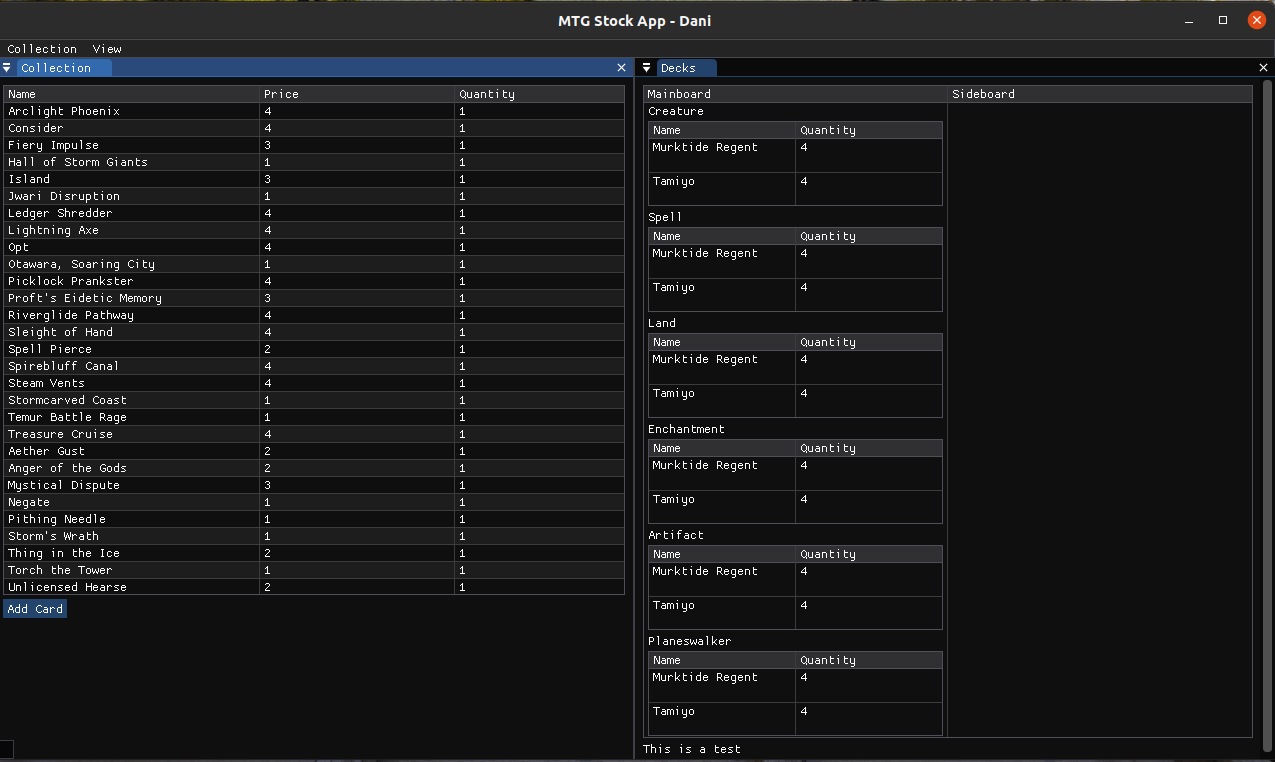 MTG Stock App - Dani
Collection View
Collection
Name Price Quantity
Arclight Phoenix 4 1
Consider 4 1
Fiery Impulse 3 1
Hall of Storm Giants 1 1
Island 3 1
Jwari Disruption 1 1
Ledger Shredder 4 1
Lightning Axe 4 1
Opt 4 1
Otawara, Soaring City 1 1
Picklock Prankster 4 1
Proft's Eidetic Memory 3 1
Riverglide Pathway 4 1
Sleight of Hand 4 1
Spell Pierce 2 1
Spirebluff Canal 4 1
Steam Vents 4 1
Stormcarved Coast 1 1
Temur Battle Rage 1 1
Treasure Cruise 4 1
Aether Gust 2 1
Anger of the Gods 2 1
Mystical Dispute 3 1
Negate 1 1
Pithing Needle 1 1
Storm's Wrath 1 1
Thing in the Ice 2 1
Torch the Tower 1 1
Unlicensed Hearse 2 1
Add Card
Decks
Mainboard Sideboard
Creature
Name Quantity
Murktide Regent 4
Tamiyo 4
Spell
Name Quantity
Murktide Regent 4
Tamiyo 4
Land
Name Quantity
Murktide Regent 4
Tamiyo 4
Enchantment
Name Quantity
Murktide Regent 4
Tamiyo 4
Artifact
Name Quantity
Murktide Regent 4
Tamiyo 4
Planeswalker
Name Quantity
Murktide Regent 4
Tamiyo 4
This is a test